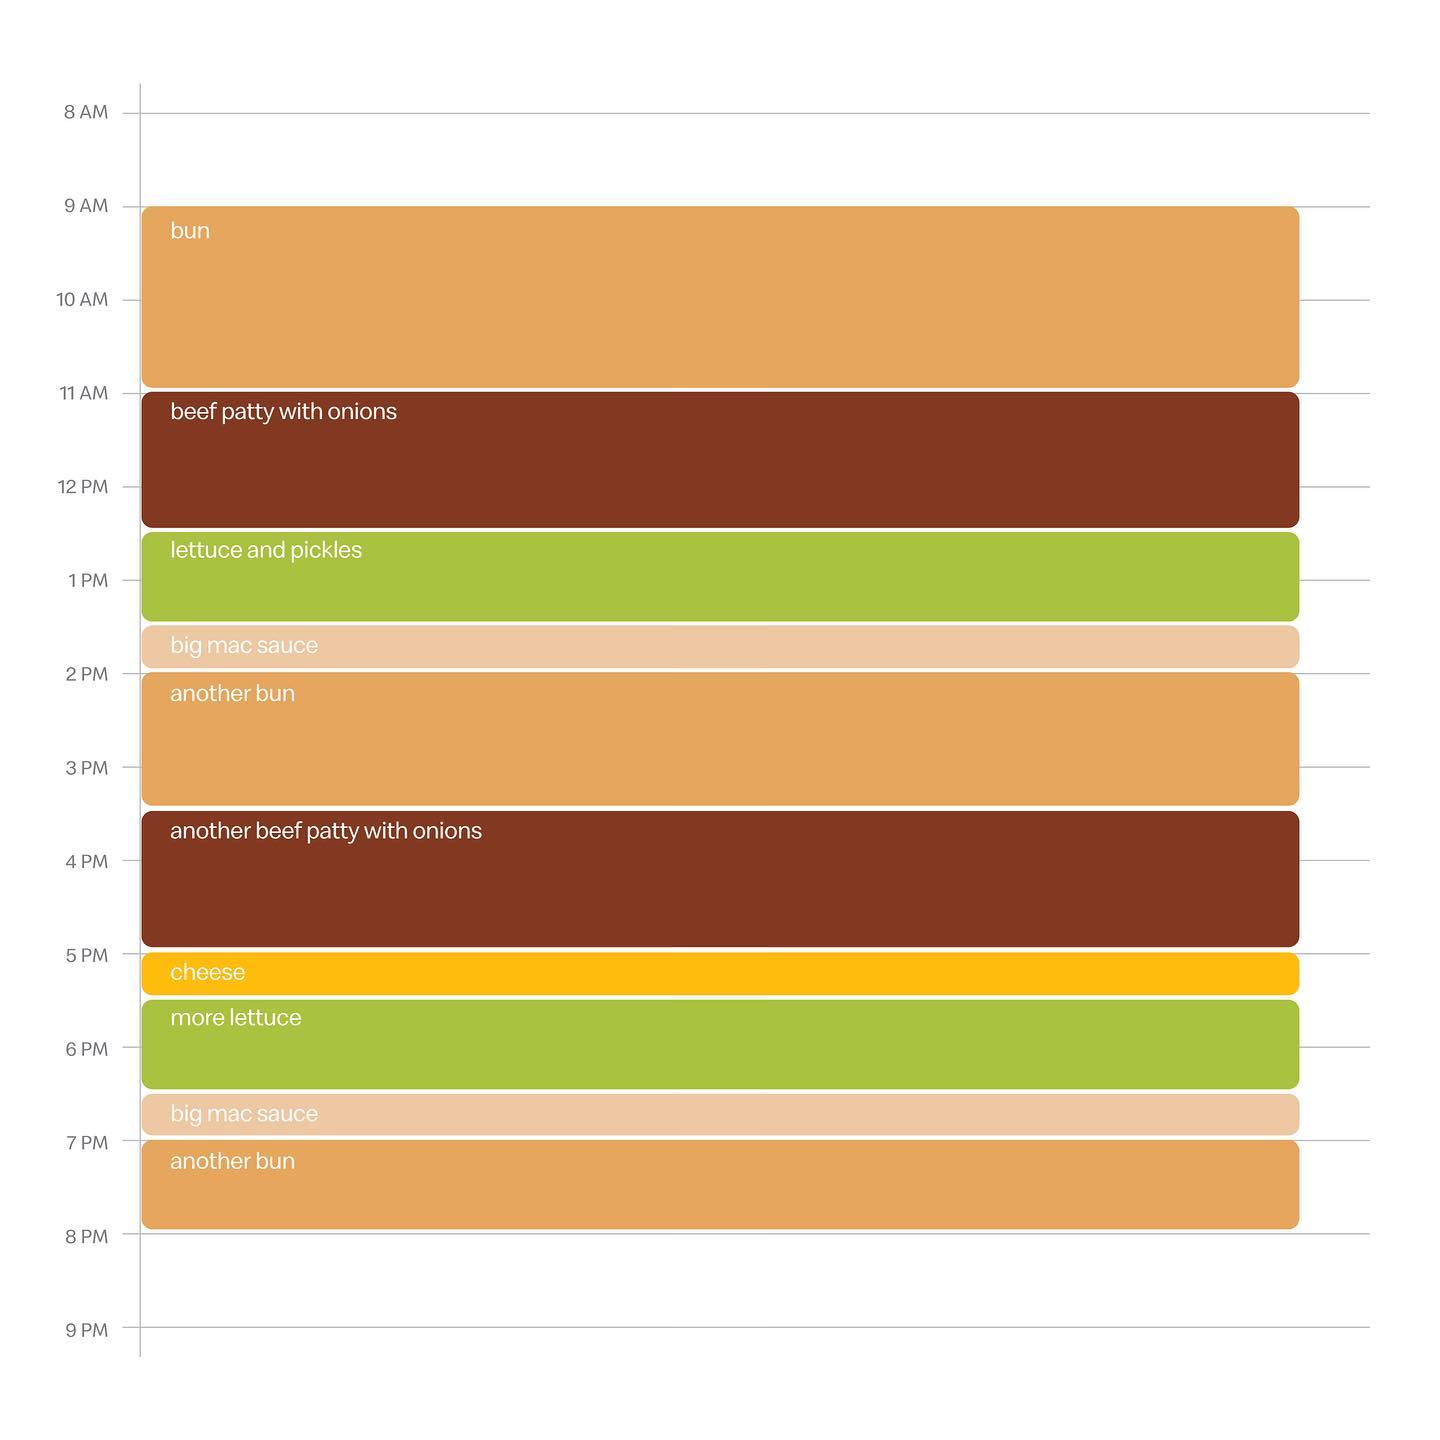 8 AM
9 AM
bun
10 AM
11 AM
beef patty with onions
12 PM
lettuce and pickles
1 PM
big mac sauce
2 PM
another bun
3 PM
another beef patty with onions
4 PM
5 PM
cheese
more lettuce
6 PM
big mac sauce
7 PM
another bun
8 PM
9 PM